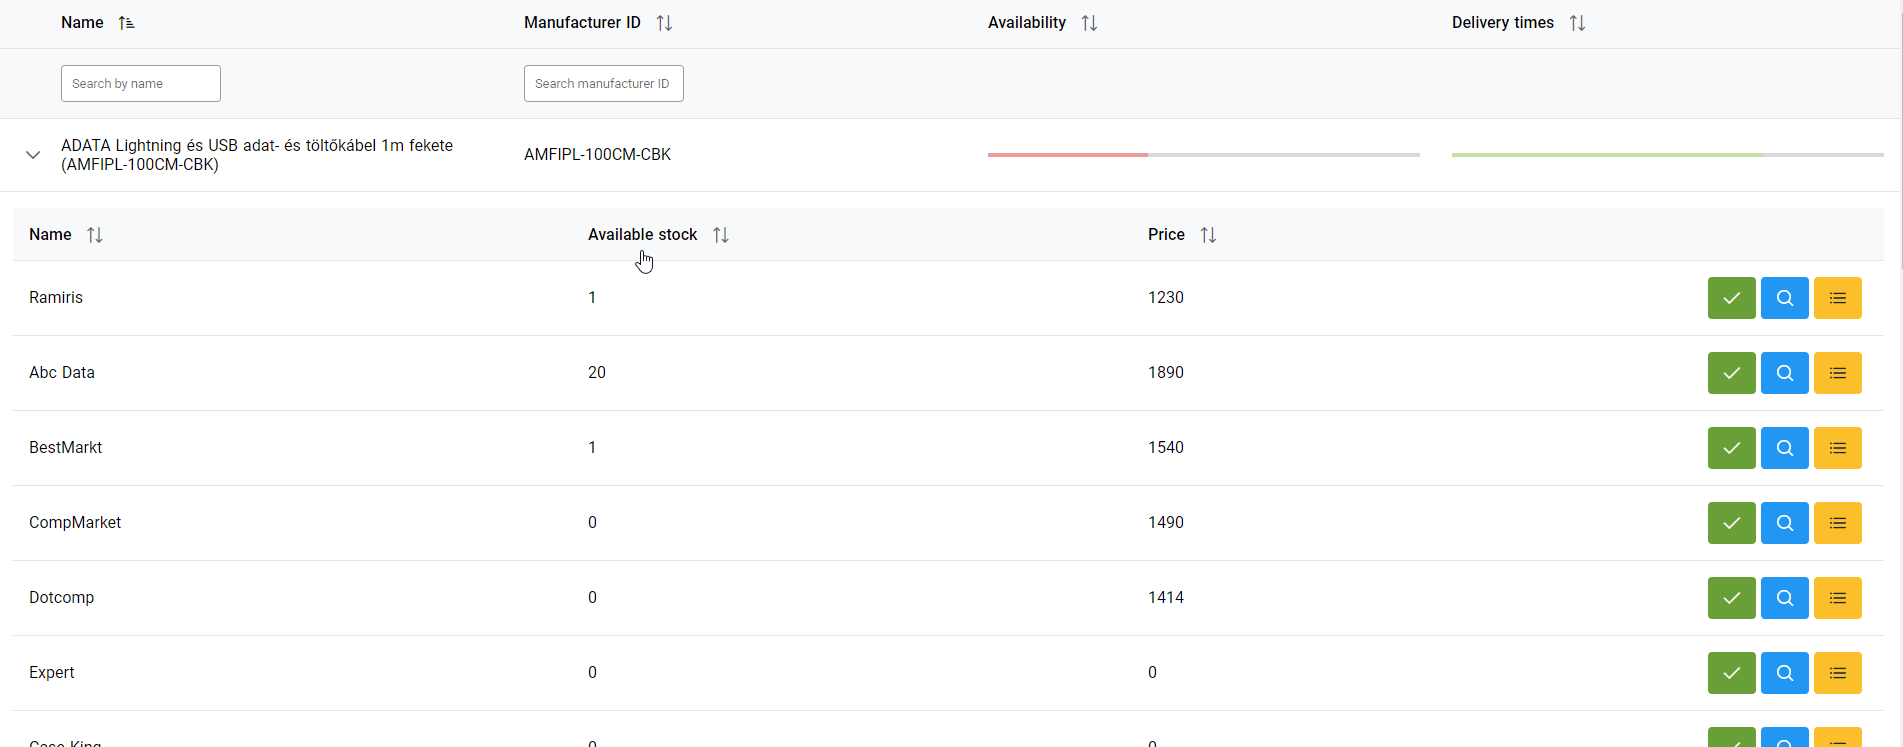 Name Manufacturer ID Availability Delivery times
Search by name Search manufacturer ID
ADATA Lightning és USB adat- és töltőkábel 1m fekete
(AMFIPL-100CM-CBK) AMFIPL-100CM-CBK
Name Available stock Price
Ramiris 1 1230
Abc Data 20 1890
BestMarkt 1 1540
CompMarket 0 1490
Dotcomp 0 1414
Expert 0 0
Case King 0 0